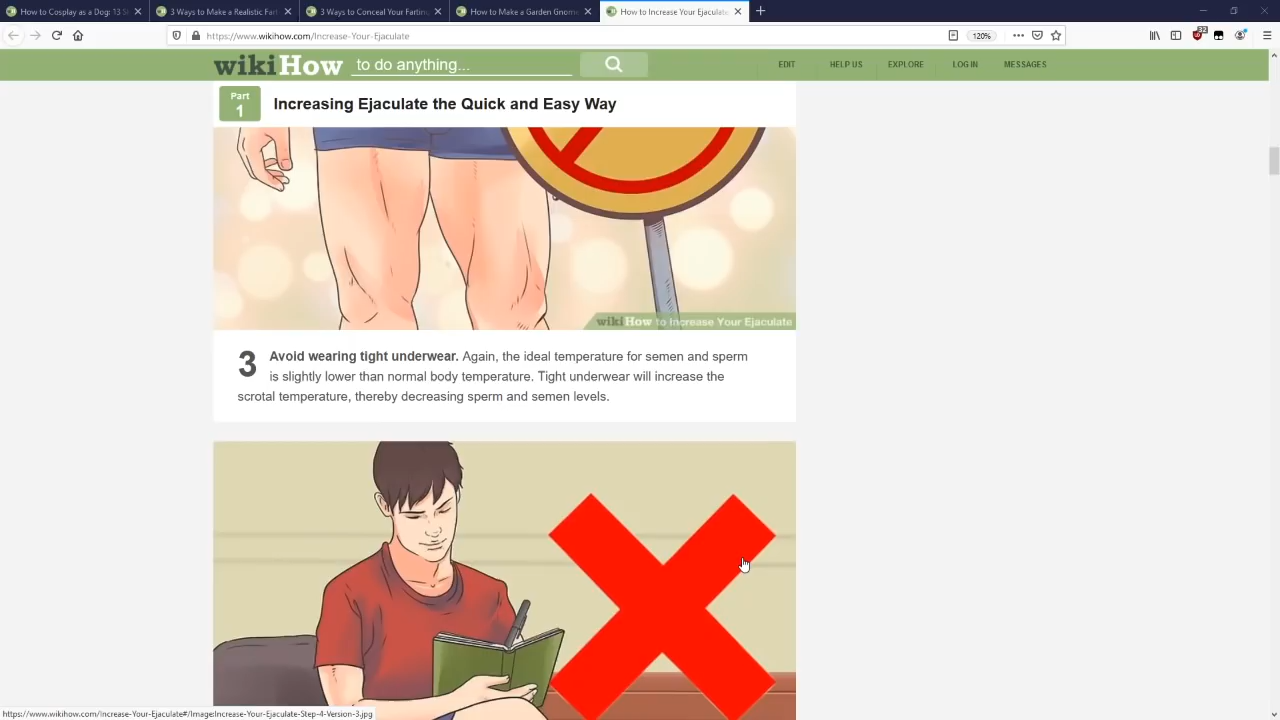 How to Cosplay as a Dog: 13 S
3 Ways to Make a Realistic Fart
3 Ways to Conceal Your Farting
How to Make a Garden Gnome
How to Increase Your Ejaculate
https://www.wikihow.com/Increase-Your-Ejaculate
120%
wikiHow to do anything...
EDIT
HELP US
EXPLORE
LOG IN
MESSAGES
Part
1
Increasing Ejaculate the Quick and Easy Way
wikiHow to Increase Your Ejaculate
3 Avoid wearing tight underwear. Again, the ideal temperature for semen and sperm
is slightly lower than normal body temperature. Tight underwear will increase the
scrotal temperature, thereby decreasing sperm and semen levels.
https://www.wikihow.com/Increase-Your-Ejaculate#/Image:Increase-Your-Ejaculate-Step-4-Version-3.jpg